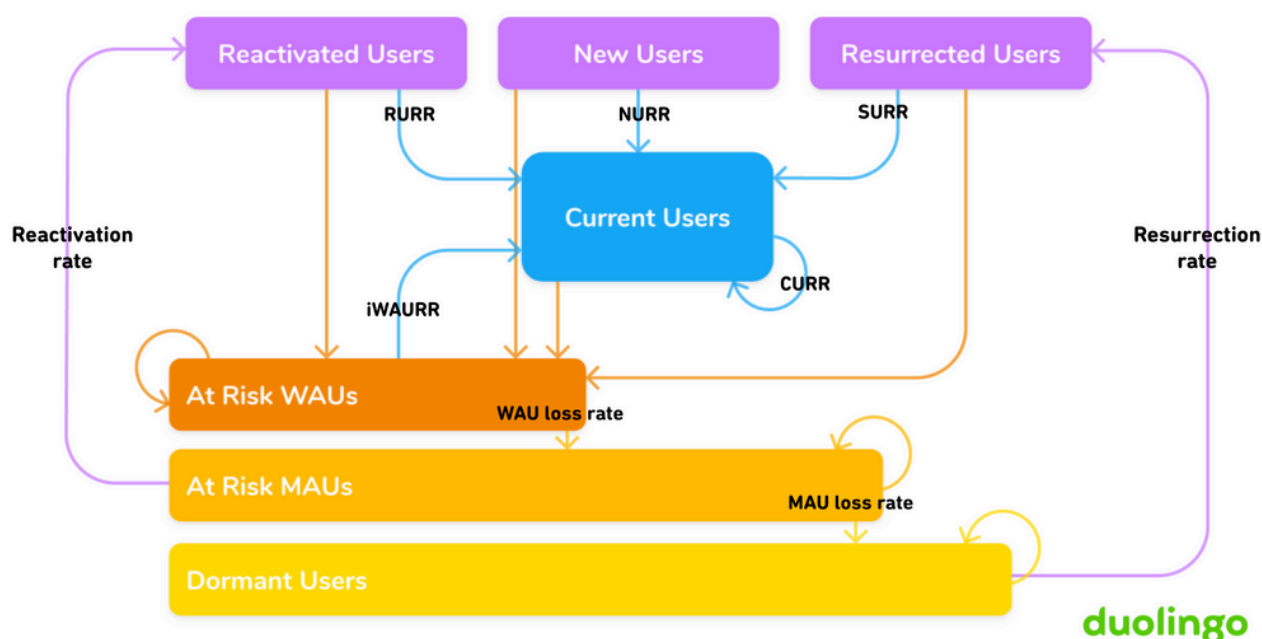 Reactivated Users
New Users
Resurrected Users
RURR
NURR
SURR
Current Users
Reactivation
rate
Resurrection
rate
CURR
iWAURR
At Risk WAUs
WAU loss rate
At Risk MAUs
MAU loss rate
Dormant Users
duolingo